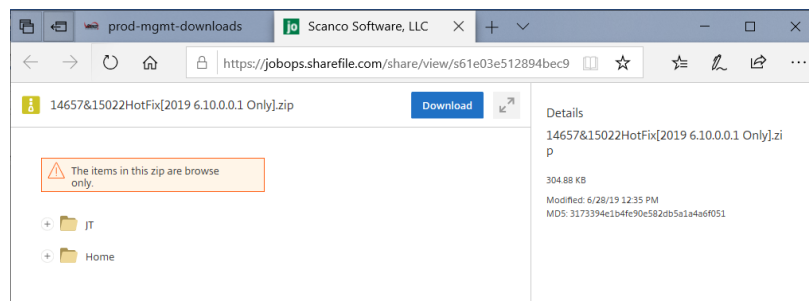 prod-mgmt-downloads
jo Scanco Software, LLC
https://jobops.sharefile.com/share/view/s61e03e512894bec9
14657&15022HotFix[2019 6.10.0.0.1 Only].zip
Download
The items in this zip are browse
only.
JT
Home
Details
14657&15022HotFix[2019 6.10.0.0.1 Only].zi
p
304.88 KB
Modified: 6/28/19 12:35 PM
MD5: 3173394e1b4fe90e582db5a1a4a6f051